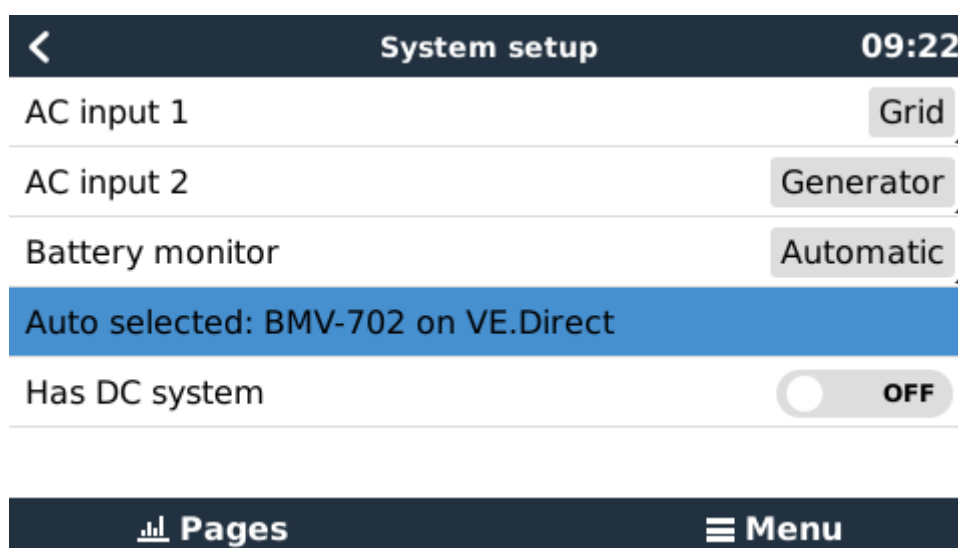 System setup 09:22
AC input 1 Grid
AC input 2 Generator
Battery monitor Automatic
Auto selected: BMV-702 on VE.Direct
Has DC system OFF
Pages Menu